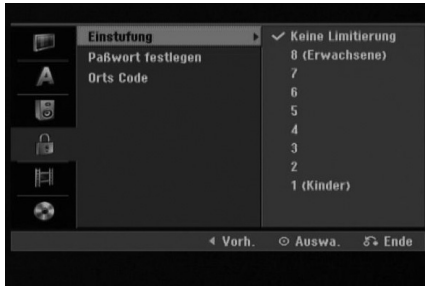 Einstufung
Paßwort festlegen
Orts Code
Keine Limitierung
8 (Erwachsene)
7
6
5
4
3
2
1 (Kinder)
Vorh. Auswa. Ende